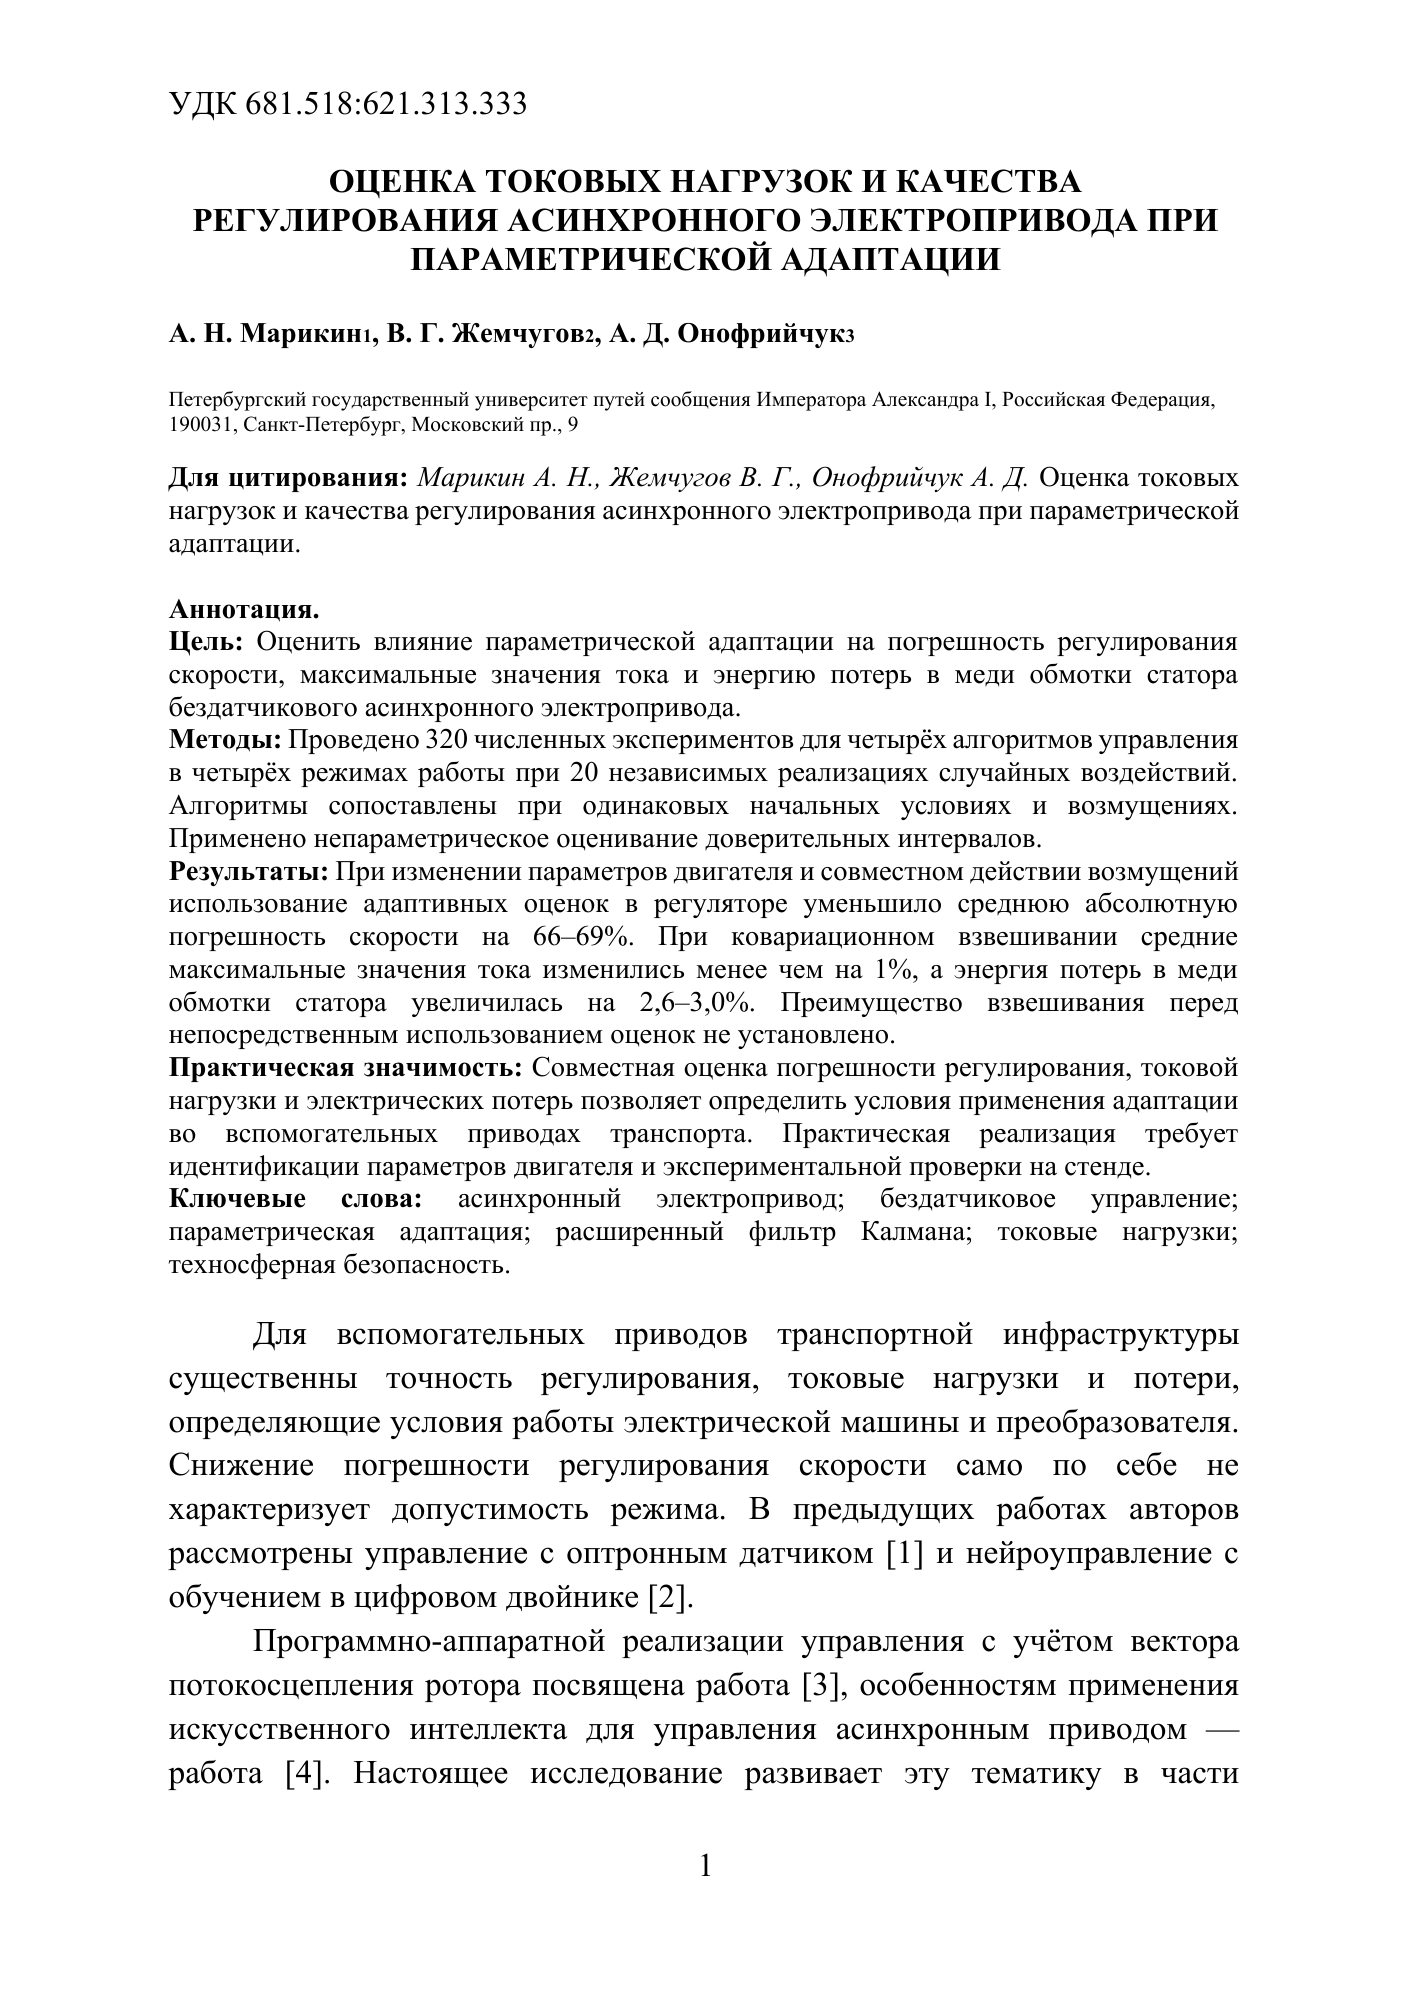 УДК 681.518:621.313.333
ОЦЕНКА ТОКОВЫХ НАГРУЗОК И КАЧЕСТВА
РЕГУЛИРОВАНИЯ АСИНХРОННОГО ЭЛЕКТРОПРИВОДА ПРИ
ПАРАМЕТРИЧЕСКОЙ АДАПТАЦИИ
А. Н. Марикин1, В. Г. Жемчугов2, А. Д. Онофрийчук3
Петербургский государственный университет путей сообщения Императора Александра I, Российская Федерация,
190031, Санкт-Петербург, Московский пр., 9
Для цитирования: Марикин А. Н., Жемчугов В. Г., Онофрийчук А. Д. Оценка токовых
нагрузок и качества регулирования асинхронного электропривода при параметрической
адаптации.
Аннотация.
Цель: Оценить влияние параметрической адаптации на погрешность регулирования
скорости, максимальные значения тока и энергию потерь в меди обмотки статора
бездатчикового асинхронного электропривода.
Методы: Проведено 320 численных экспериментов для четырёх алгоритмов управления
в четырёх режимах работы при 20 независимых реализациях случайных воздействий.
Алгоритмы сопоставлены при одинаковых начальных условиях и возмущениях.
Применено непараметрическое оценивание доверительных интервалов.
Результаты: При изменении параметров двигателя и совместном действии возмущений
использование адаптивных оценок в регуляторе уменьшило среднюю абсолютную
погрешность скорости на 66–69%. При ковариационном взвешивании средние
максимальные значения тока изменились менее чем на 1%, а энергия потерь в меди
обмотки статора увеличилась на 2,6–3,0%. Преимущество взвешивания перед
непосредственным использованием оценок не установлено.
Практическая значимость: Совместная оценка погрешности регулирования, токовой
нагрузки и электрических потерь позволяет определить условия применения адаптации
во вспомогательных приводах транспорта. Практическая реализация требует
идентификации параметров двигателя и экспериментальной проверки на стенде.
Ключевые слова: асинхронный электропривод; бездатчиковое управление;
параметрическая адаптация; расширенный фильтр Калмана; токовые нагрузки;
техносферная безопасность.
Для вспомогательных приводов транспортной инфраструктуры
существенны точность регулирования, токовые нагрузки и потери,
определяющие условия работы электрической машины и преобразователя.
Снижение погрешности регулирования скорости само по себе не
характеризует допустимость режима. В предыдущих работах авторов
рассмотрены управление с оптронным датчиком [1] и нейроуправление с
обучением в цифровом двойнике [2].
Программно-аппаратной реализации управления с учётом вектора
потокосцепления ротора посвящена работа [3], особенностям применения
искусственного интеллекта для управления асинхронным приводом —
работа [4]. Настоящее исследование развивает эту тематику в части
1